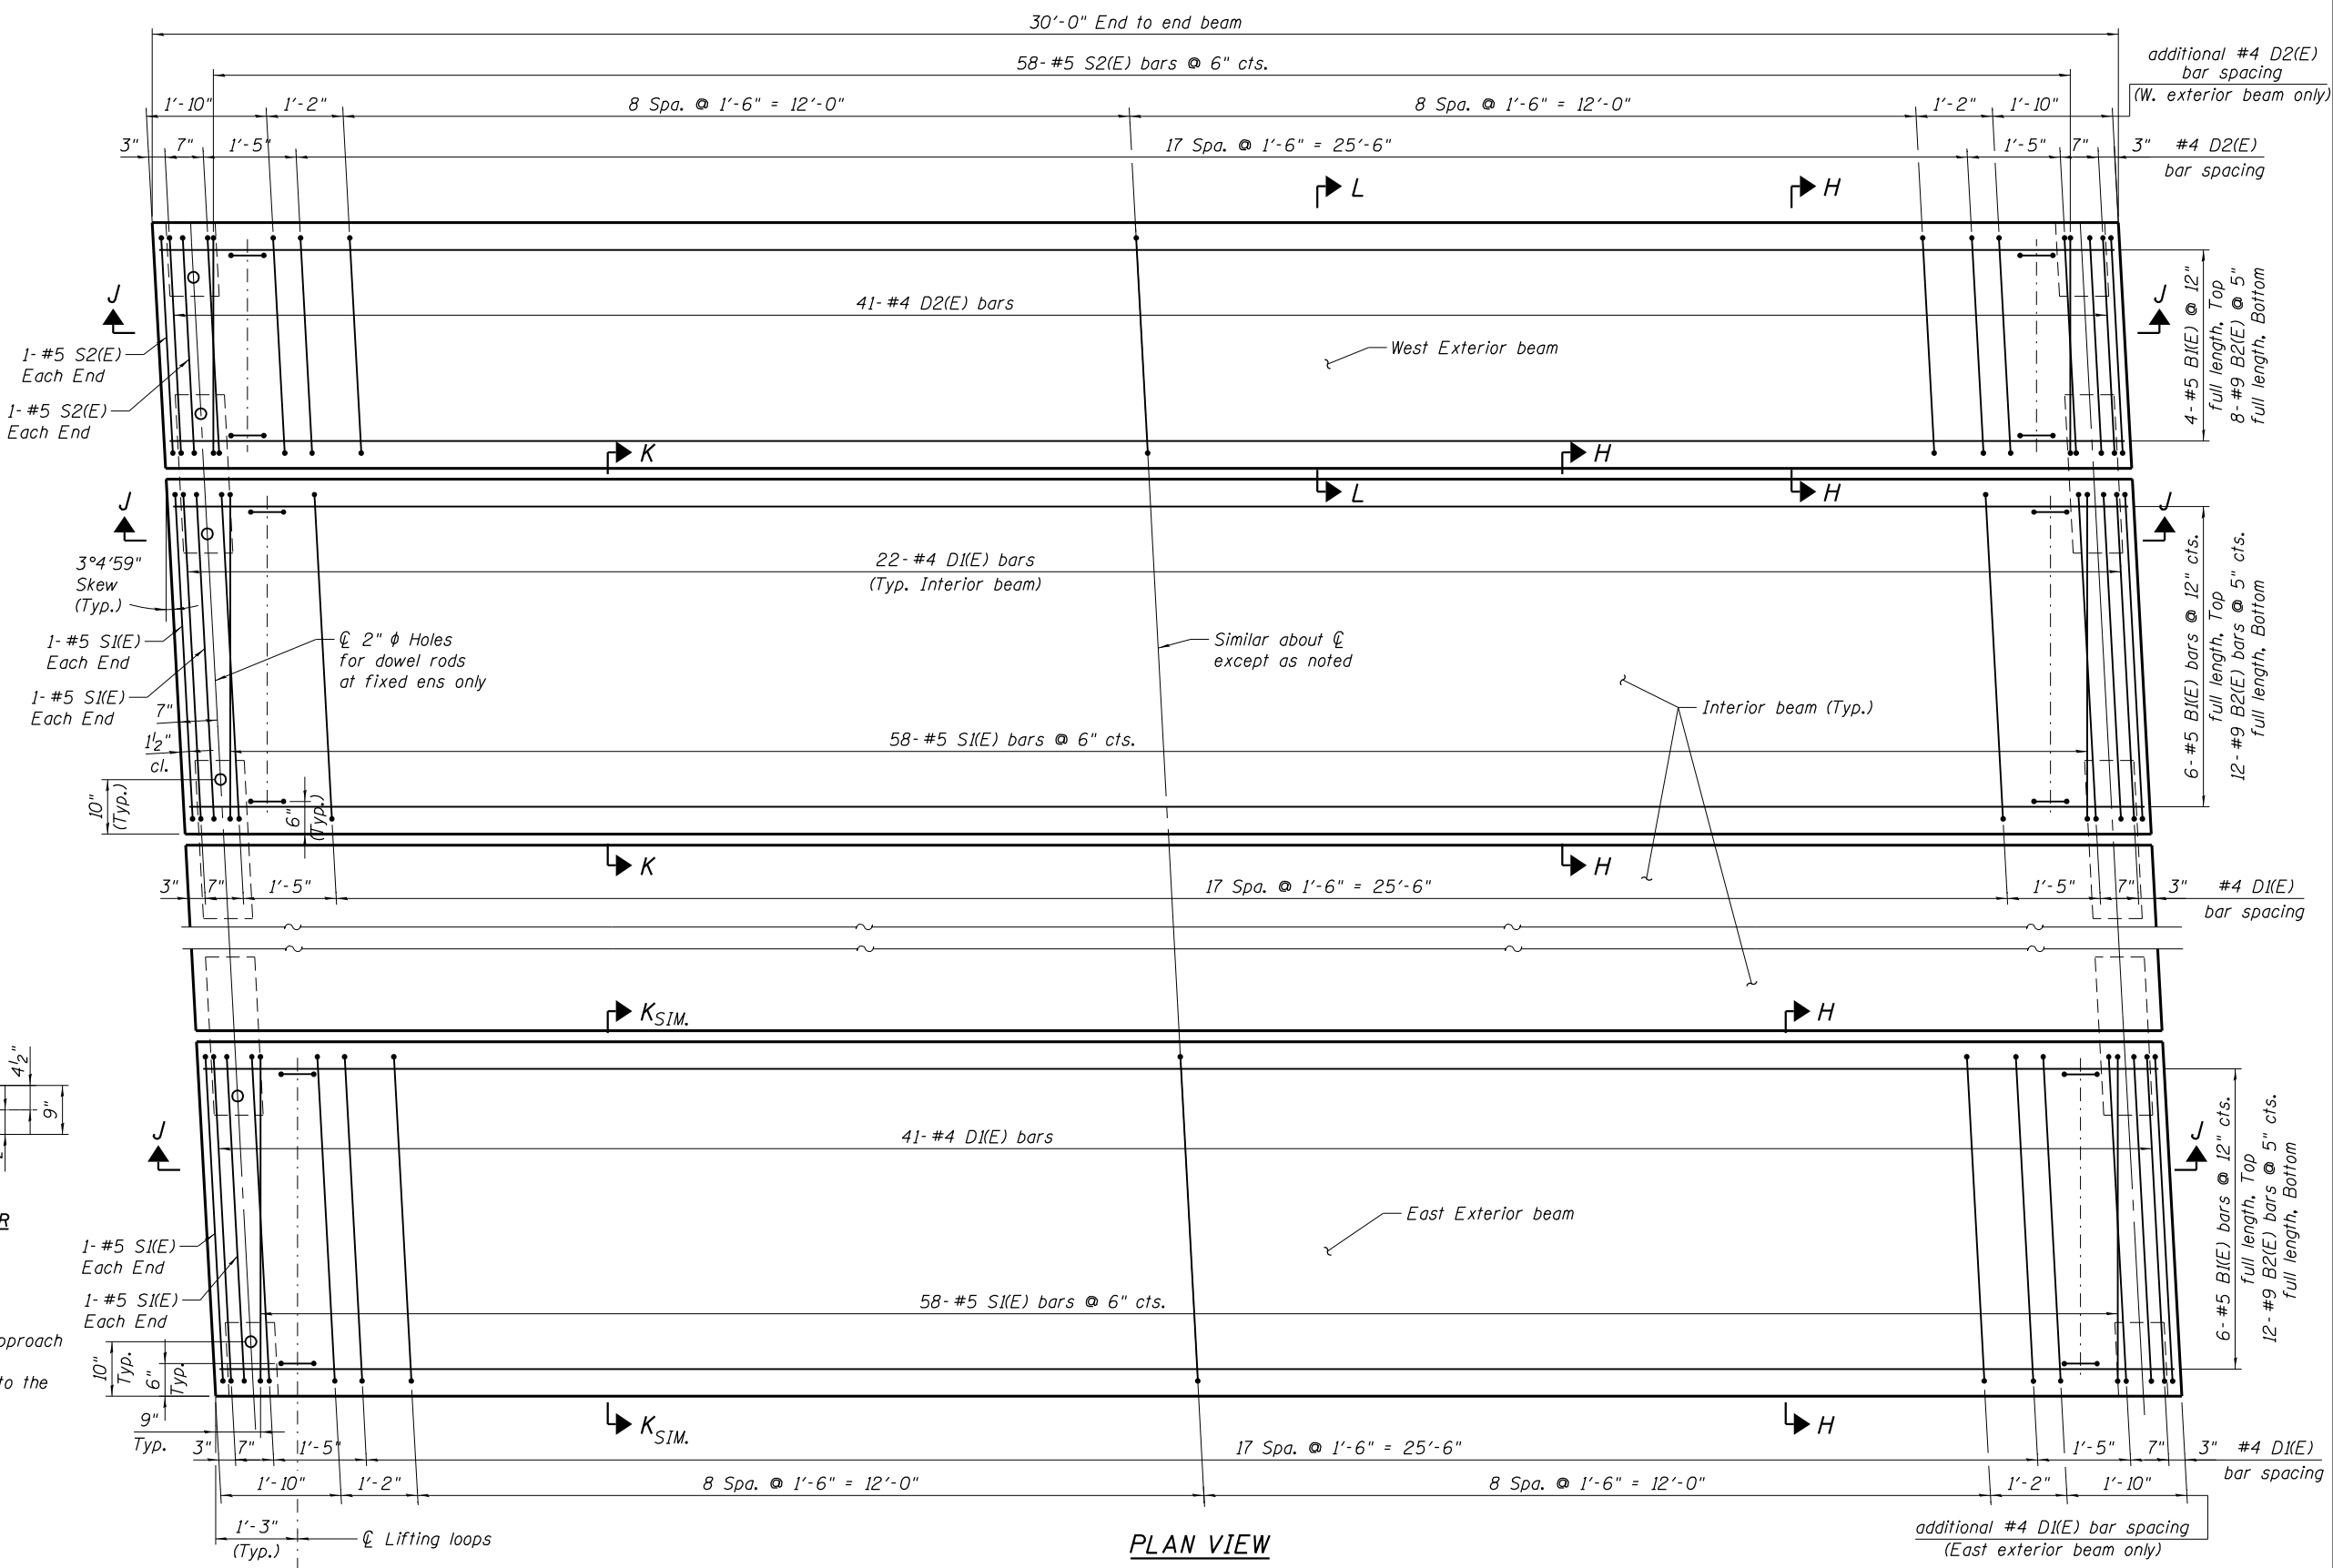 30'-0" End to end beam
58-#5 S2(E) bars @ 6" cts.
additional #4 D2(E)
bar spacing
(W. exterior beam only)
1'-10"
1'-2"
8 Spa. @ 1'-6" = 12'-0"
8 Spa. @ 1'-6" = 12'-0"
1'-2"
1'-10"
3"
7"
1'-5"
17 Spa. @ 1'-6" = 25'-6"
1'-5"
7"
3"
#4 D2(E)
bar spacing
L
H
J
J
41-#4 D2(E) bars
West Exterior beam
1-#5 S2(E)
Each End
1-#5 S2(E)
Each End
4-#5 B1(E) @ 12"
full length, Top
8-#9 B2(E) @ 5"
full length, Bottom
K
H
L
H
J
J
3°4'59"
Skew
(Typ.)
22-#4 D1(E) bars
(Typ. Interior beam)
1-#5 S1(E)
Each End
1-#5 S1(E)
Each End
℄ 2" ϕ Holes
for dowel rods
at fixed ens only
Similar about ℄
except as noted
Interior beam (Typ.)
6-#5 B1(E) bars @ 12" cts.
full length, Top
12-#9 B2(E) bars @ 5" cts.
full length, Bottom
7"
1½"
cl.
58-#5 S1(E) bars @ 6" cts.
10"
(Typ.)
6"
(Typ.)
K
H
3"
7"
1'-5"
17 Spa. @ 1'-6" = 25'-6"
1'-5"
7"
3"
#4 D1(E)
bar spacing
K SIM.
H
4½"
9"
J
J
41-#4 D1(E) bars
R
East Exterior beam
1-#5 S1(E)
Each End
1-#5 S1(E)
Each End
6-#5 B1(E) bars @ 12" cts.
full length, Top
12-#9 B2(E) bars @ 5" cts.
full length, Bottom
58-#5 S1(E) bars @ 6" cts.
pproach
to the
10"
Typ.
6"
Typ.
9"
Typ.
K SIM.
H
3"
7"
1'-5"
17 Spa. @ 1'-6" = 25'-6"
1'-5"
7"
3"
#4 D1(E)
bar spacing
1'-10"
1'-2"
8 Spa. @ 1'-6" = 12'-0"
8 Spa. @ 1'-6" = 12'-0"
1'-2"
1'-10"
1'-3"
(Typ.)
℄ Lifting loops
PLAN VIEW
additional #4 D1(E) bar spacing
(East exterior beam only)